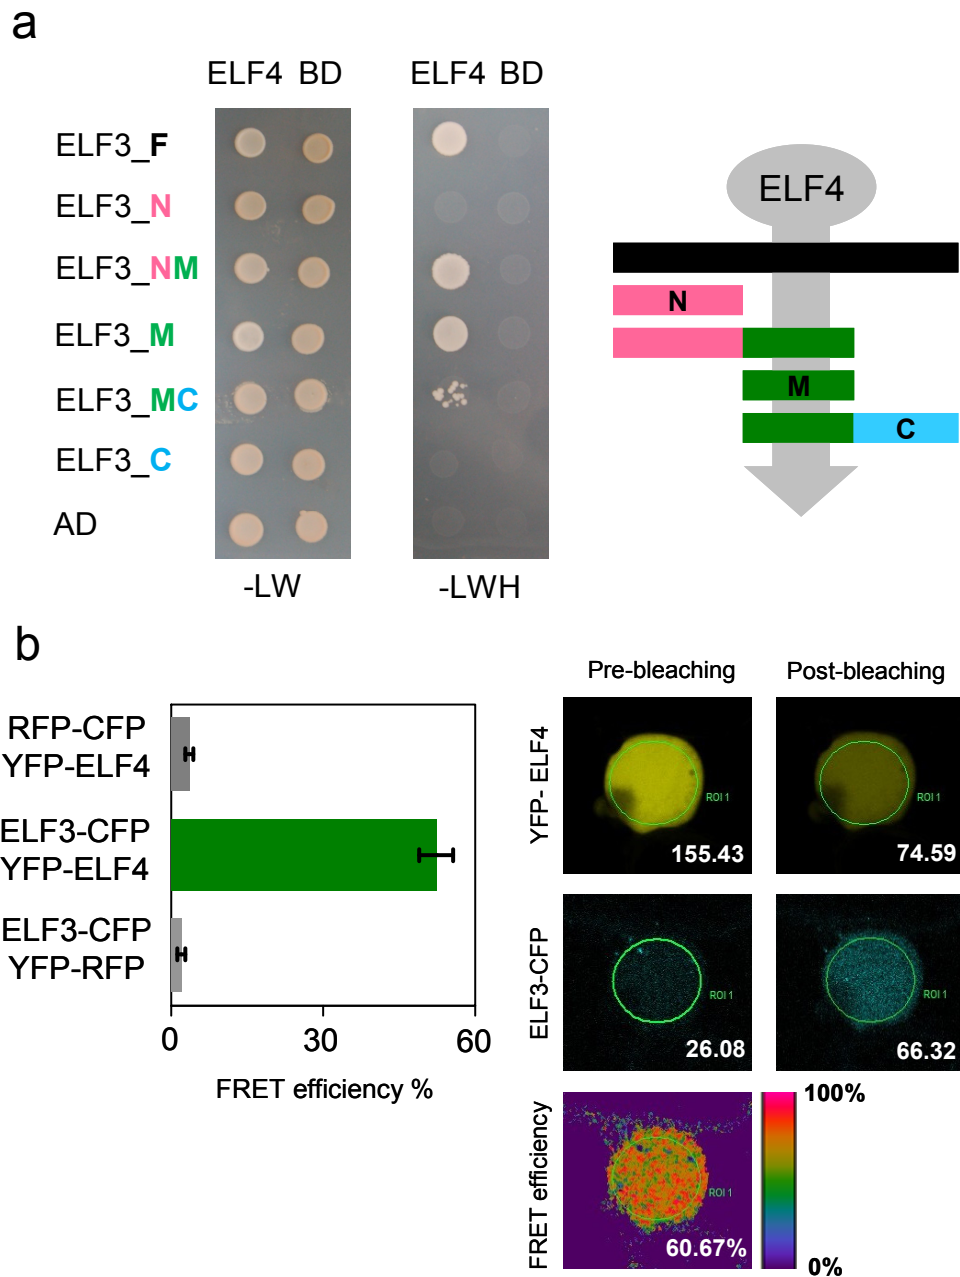 a
ELF4 BD
ELF4 BD
ELF3_F
ELF3_N
ELF3_NM
ELF3_M
ELF3_MC
ELF3_C
AD
-LW
-LWH
ELF4
N
M
C
b
RFP-CFP
YFP-ELF4
ELF3-CFP
YFP-ELF4
ELF3-CFP
YFP-RFP
0 30 60
FRET efficiency %
Pre-bleaching
Post-bleaching
YFP- ELF4
ROI 1
155.43
ROI 1
74.59
ELF3-CFP
ROI 1
26.08
ROI 1
66.32
FRET efficiency
ROI 1
60.67%
100%
0%